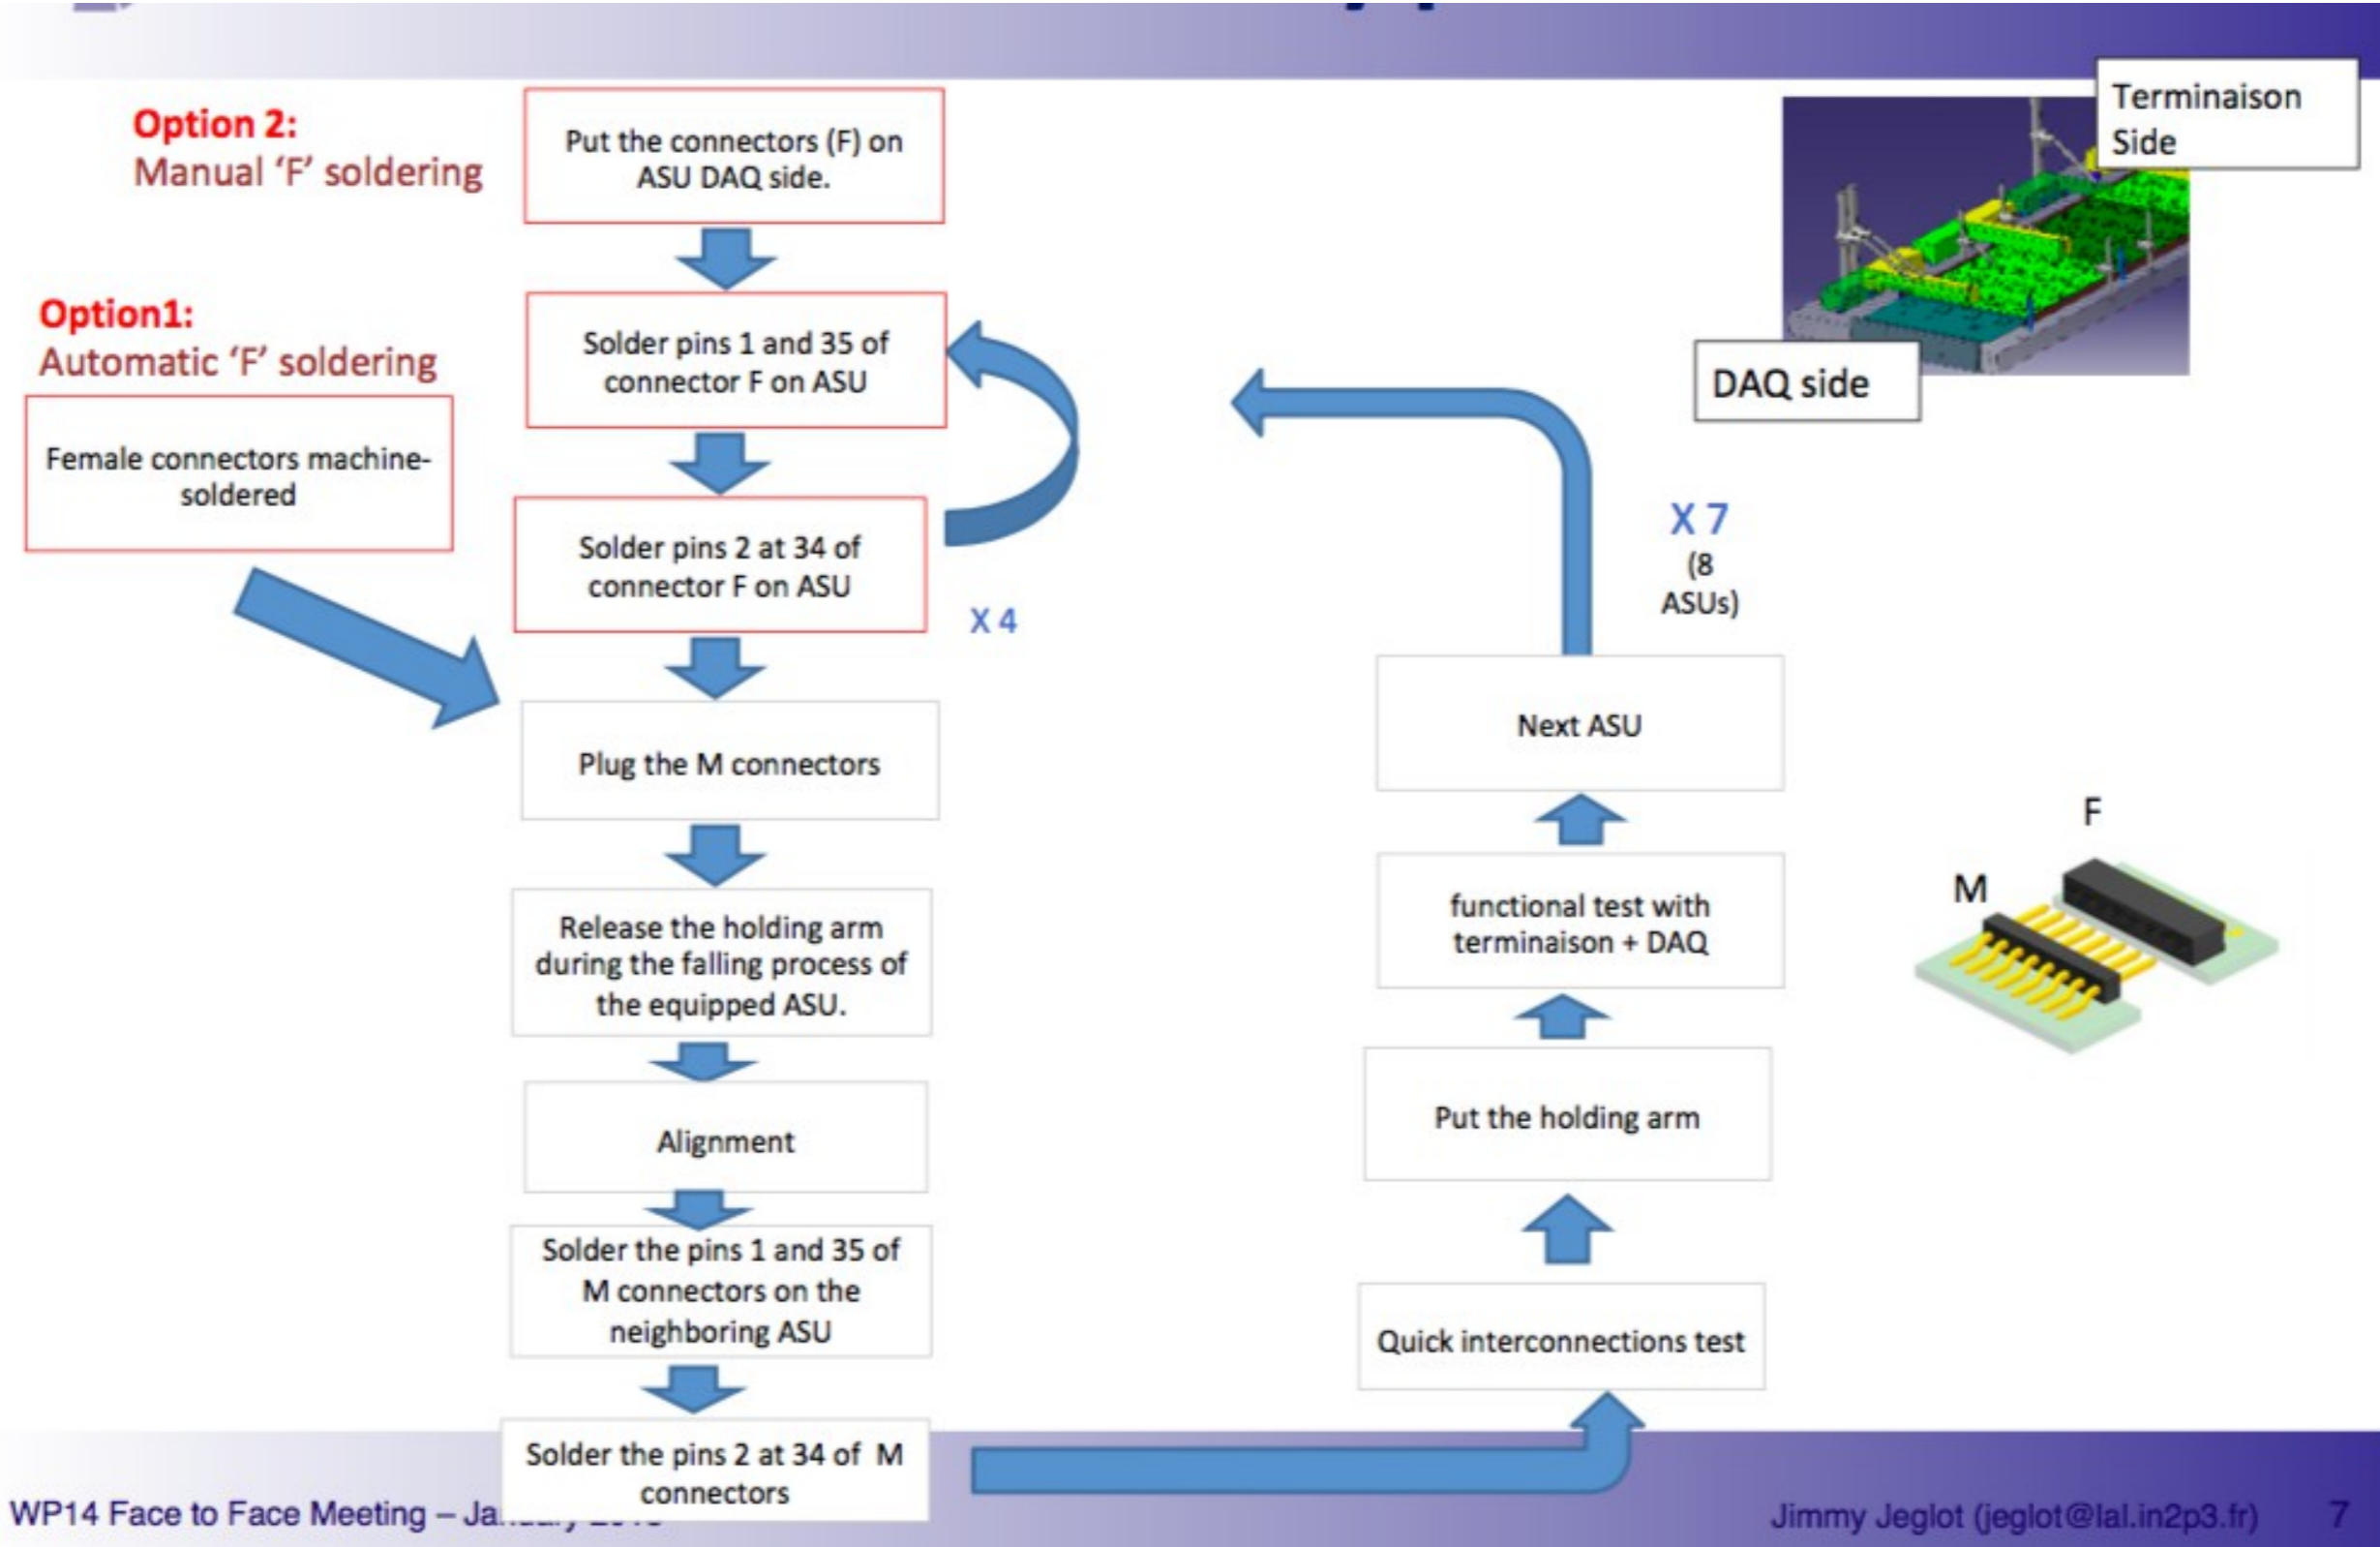 Option 2:
Manual ‘F’ soldering
Put the connectors (F) on
ASU DAQ side.
Option1:
Automatic ‘F’ soldering
Female connectors machine-
soldered
Solder pins 1 and 35 of
connector F on ASU
Solder pins 2 at 34 of
connector F on ASU
X 4
Plug the M connectors
Release the holding arm
during the falling process of
the equipped ASU.
Alignment
Solder the pins 1 and 35 of
M connectors on the
neighboring ASU
Solder the pins 2 at 34 of M
connectors
Quick interconnections test
Put the holding arm
functional test with
terminaison + DAQ
Next ASU
X 7
(8
ASUs)
Terminaison
Side
DAQ side
F
M
WP14 Face to Face Meeting –
Jimmy Jeglot (jeglot@lal.in2p3.fr)
7